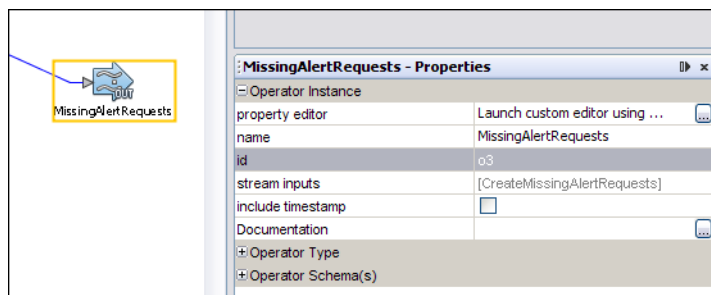 OUT
MissingAlertRequests
MissingAlertRequests - Properties
Operator Instance
property editor Launch custom editor using ... ...
name MissingAlertRequests
id o3
stream inputs [CreateMissingAlertRequests]
include timestamp
Documentation ...
Operator Type
Operator Schema(s)